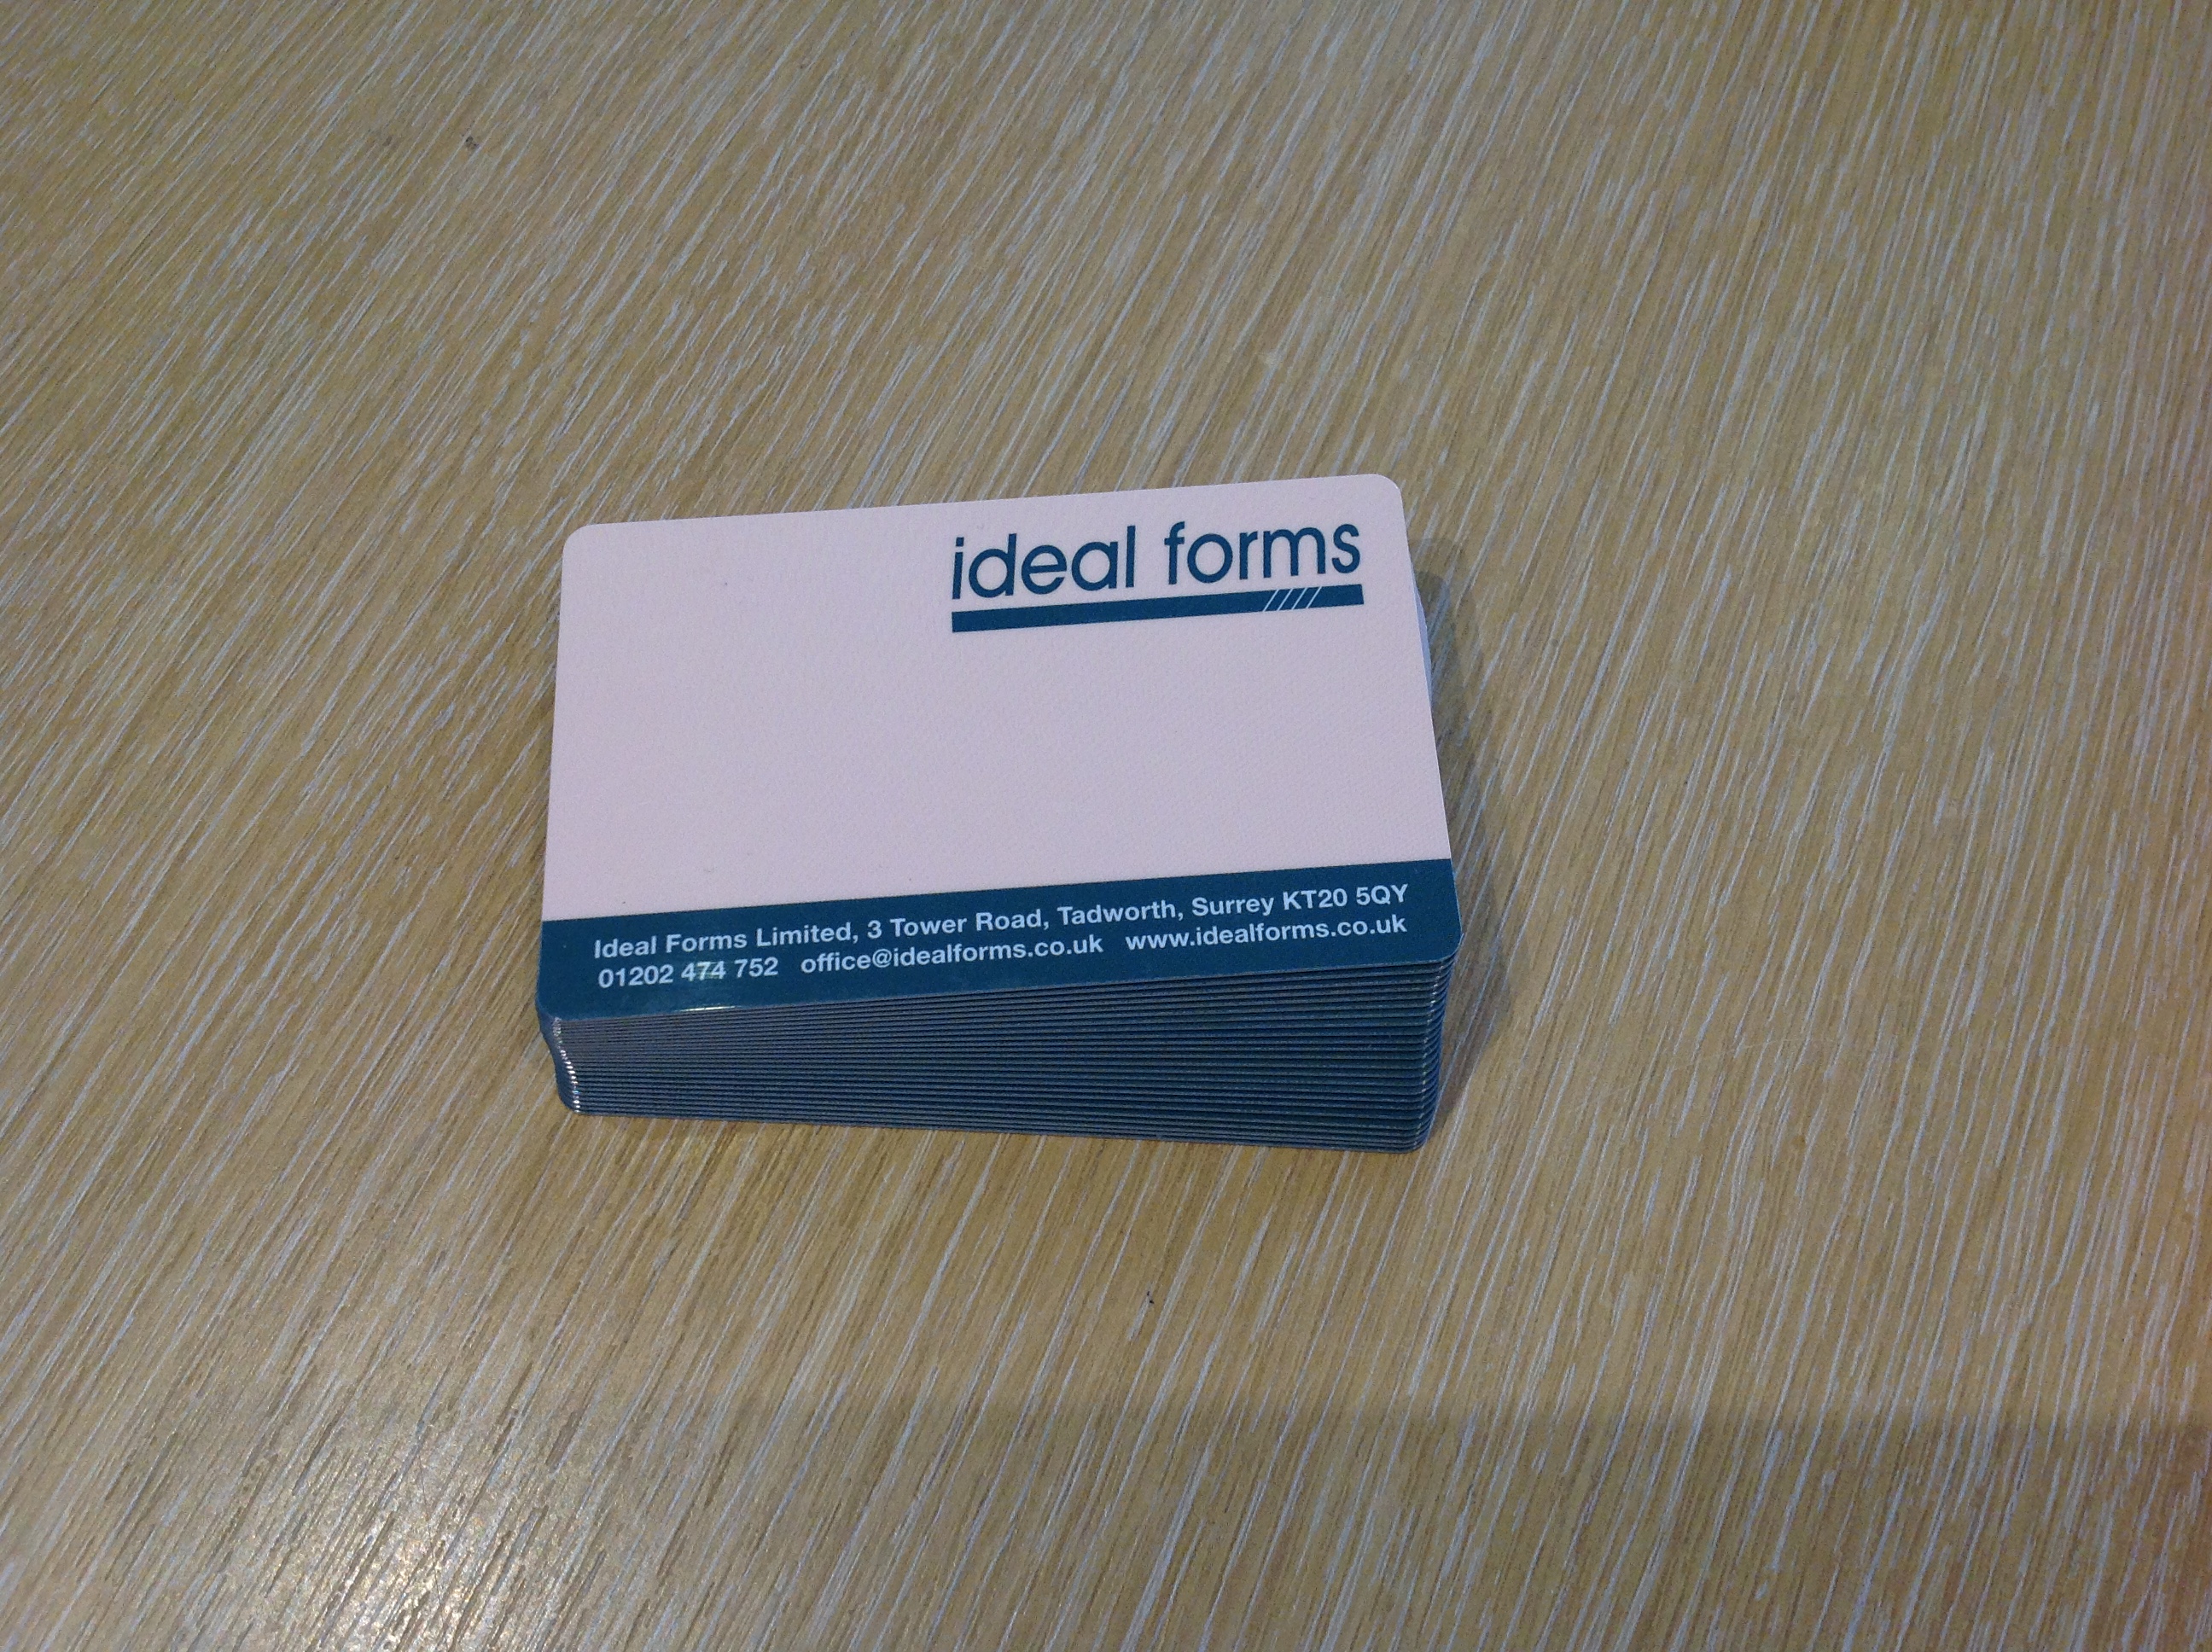 ideal forms
Ideal Forms Limited, 3 Tower Road, Tadworth, Surrey KT20 5QY
01202 474 752 office@idealforms.co.uk www.idealforms.co.uk